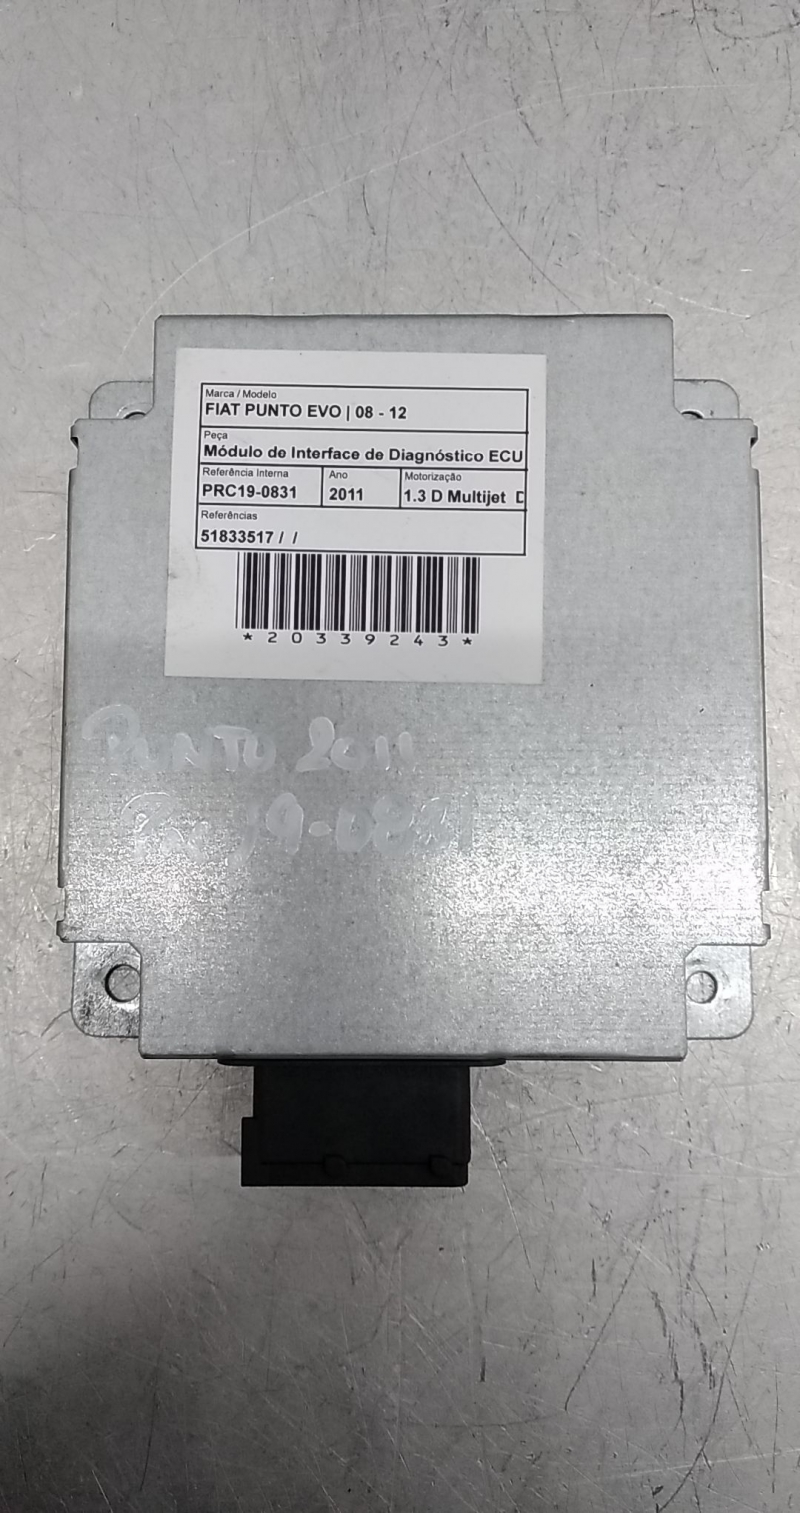 Marca / Modelo
FIAT PUNTO EVO | 08 - 12
Peça
Módulo de Interface de Diagnóstico ECU
Referência Interna Ano Motorização
PRC19-0831 2011 1.3 D Multijet
Referências
51833517 / /
*20339243*
PUNTO 2011